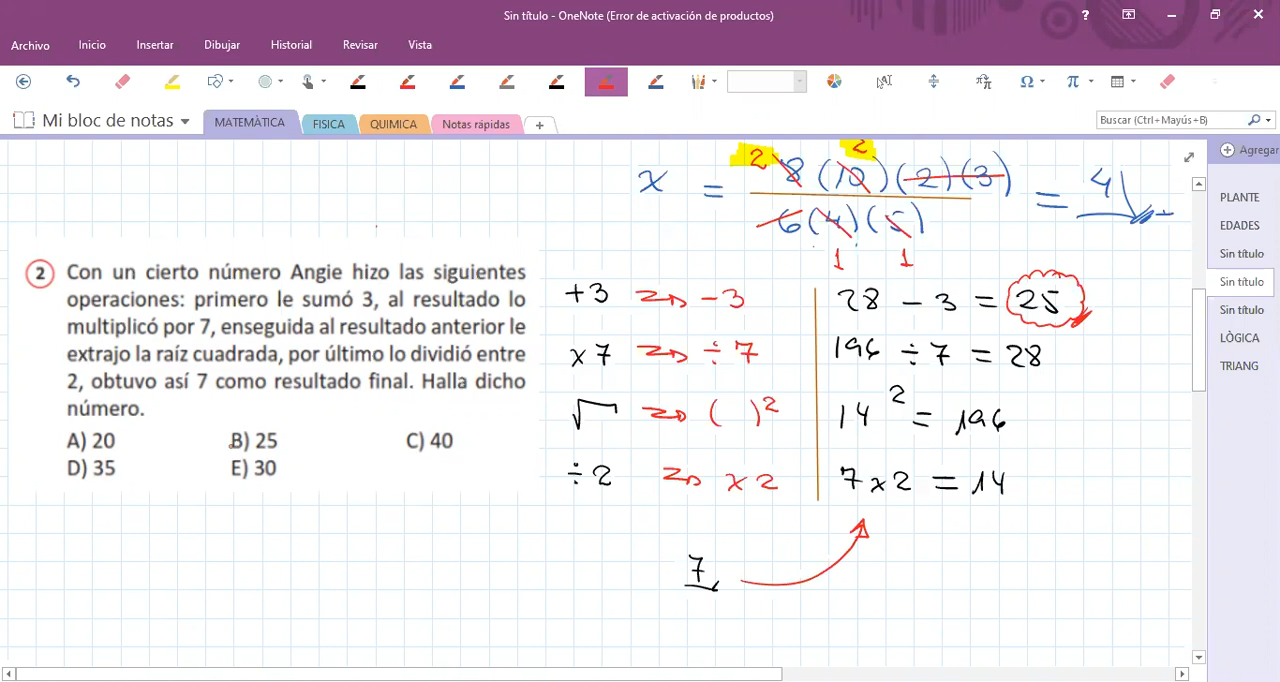 Sin título - OneNote (Error de activación de productos)
Archivo Inicio Insertar Dibujar Historial Revisar Vista
Mi bloc de notas MATEMÀTICA FISICA QUIMICA Notas rápidas Buscar (Ctrl+Mayús+B)
Agregar
PLANTE
EDADES
Sin título
Sin título
Sin título
LÒGICA
TRIANG
2 2
x = 8 (10) (2) (3) = 4
6 (4) (5)
1 1
2 Con un cierto número Angie hizo las siguientes
operaciones: primero le sumó 3, al resultado lo
multiplicó por 7, enseguida al resultado anterior le
extrajo la raíz cuadrada, por último lo dividió entre
2, obtuvo así 7 como resultado final. Halla dicho
número.
A) 20 B) 25 C) 40
D) 35 E) 30
+3 -3 28 - 3 = 25
x 7 ÷ 7 196 ÷ 7 = 28
√ ( )² 14² = 196
÷ 2 x 2 7 x 2 = 14
7